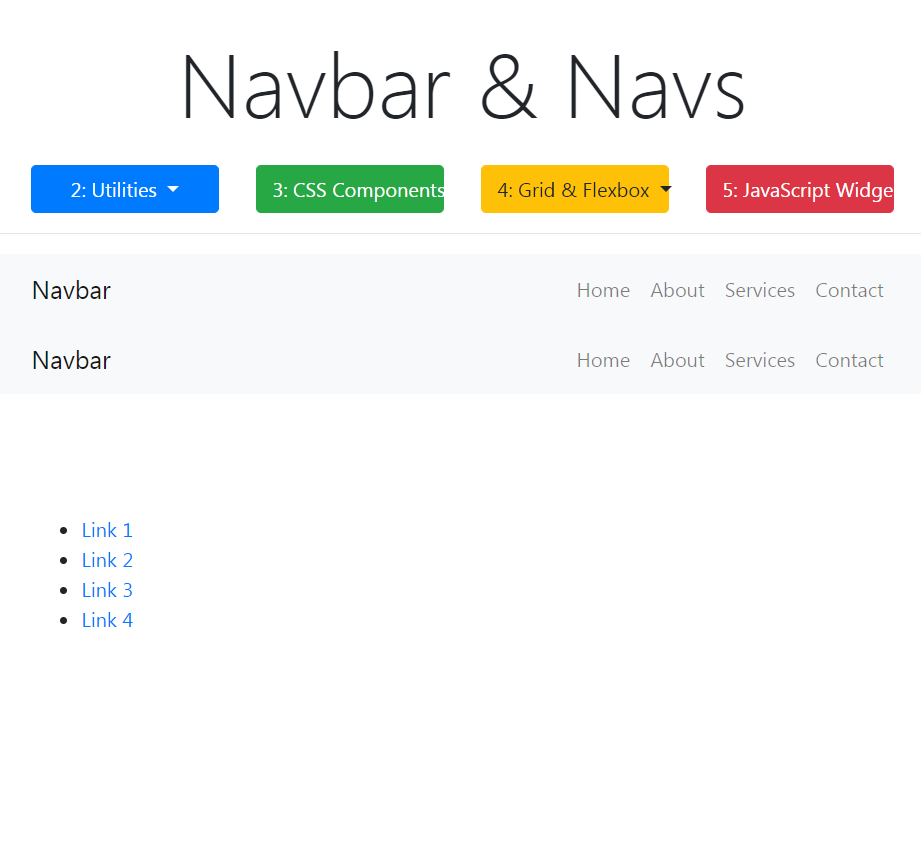 Navbar & Navs
2: Utilities 3: CSS Components 4: Grid & Flexbox 5: JavaScript Widge
Navbar Home About Services Contact
Navbar Home About Services Contact
Link 1
Link 2
Link 3
Link 4